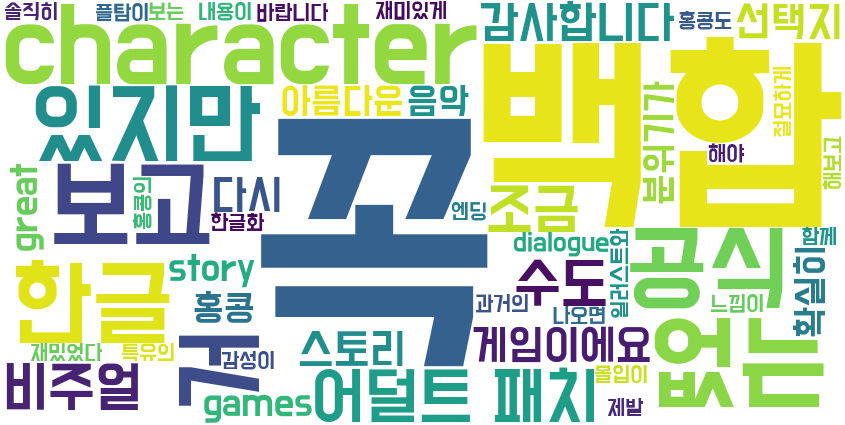 솔직히 플탐이 보는 내용이 바랍니다 재미있게 감사합니다 홍콩도 선택지
character 백합
있지만 아름다운 음악 분위기가 절묘하게
great 보고 홍콩의 다시 한글화 엔딩 꼭 조금 해야 해보고
한글 story 홍콩 dialogue 수도 일러스트와 공식 확실히 함께
거 과거의 나오면 느낌이
재밌었다 특유의 감성이 스토리 게임이에요 없는
비주얼 games 어덜트 패치 몰입이 제발